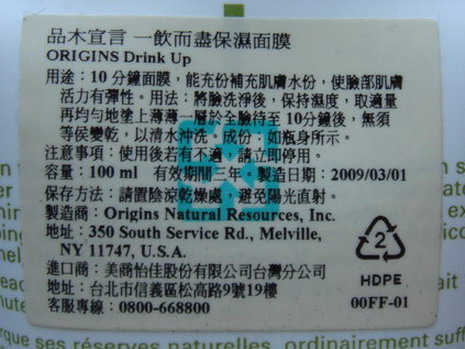 品木宣言 一飲而盡保濕面膜
ORIGINS Drink Up
用途：10分鐘面膜，能充份補充肌膚水份，使臉部肌膚
活力有彈性。用法：將臉洗淨後，保持濕度，取適量
再均勻地塗上薄薄一層於全臉待至10分鐘後，無須
等侯變乾，以清水沖洗。成份：如瓶身所示。
注意事項：使用後若有不適，請立即停用。
容量：100 ml 有效期間三年 製造日期：2009/03/01
保存方法：請置陰涼乾燥處，避免陽光直射。
製造商：Origins Natural Resources, Inc.
地址：350 South Service Rd., Melville,
NY 11747, U.S.A.
進口商：美商怡佳股份有限公司台灣分公司
地址：台北市信義區松高路9號19樓
客服專線：0800-668800
2
HDPE
00FF-01
ses réserves naturelles, ordinairement